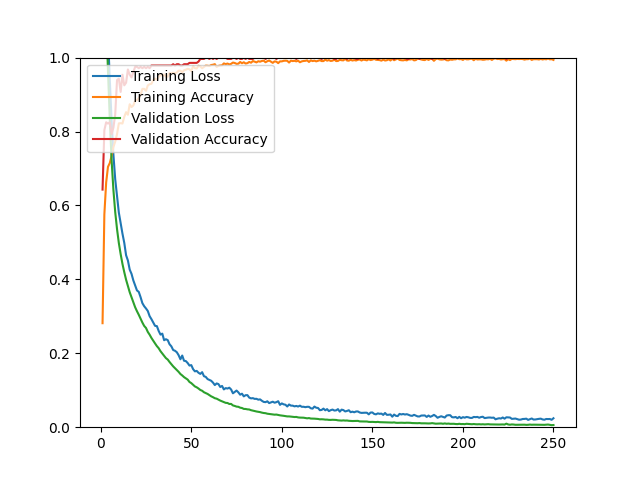 1.0
0.8
0.6
0.4
0.2
0.0
Training Loss
Training Accuracy
Validation Loss
Validation Accuracy
0 50 100 150 200 250